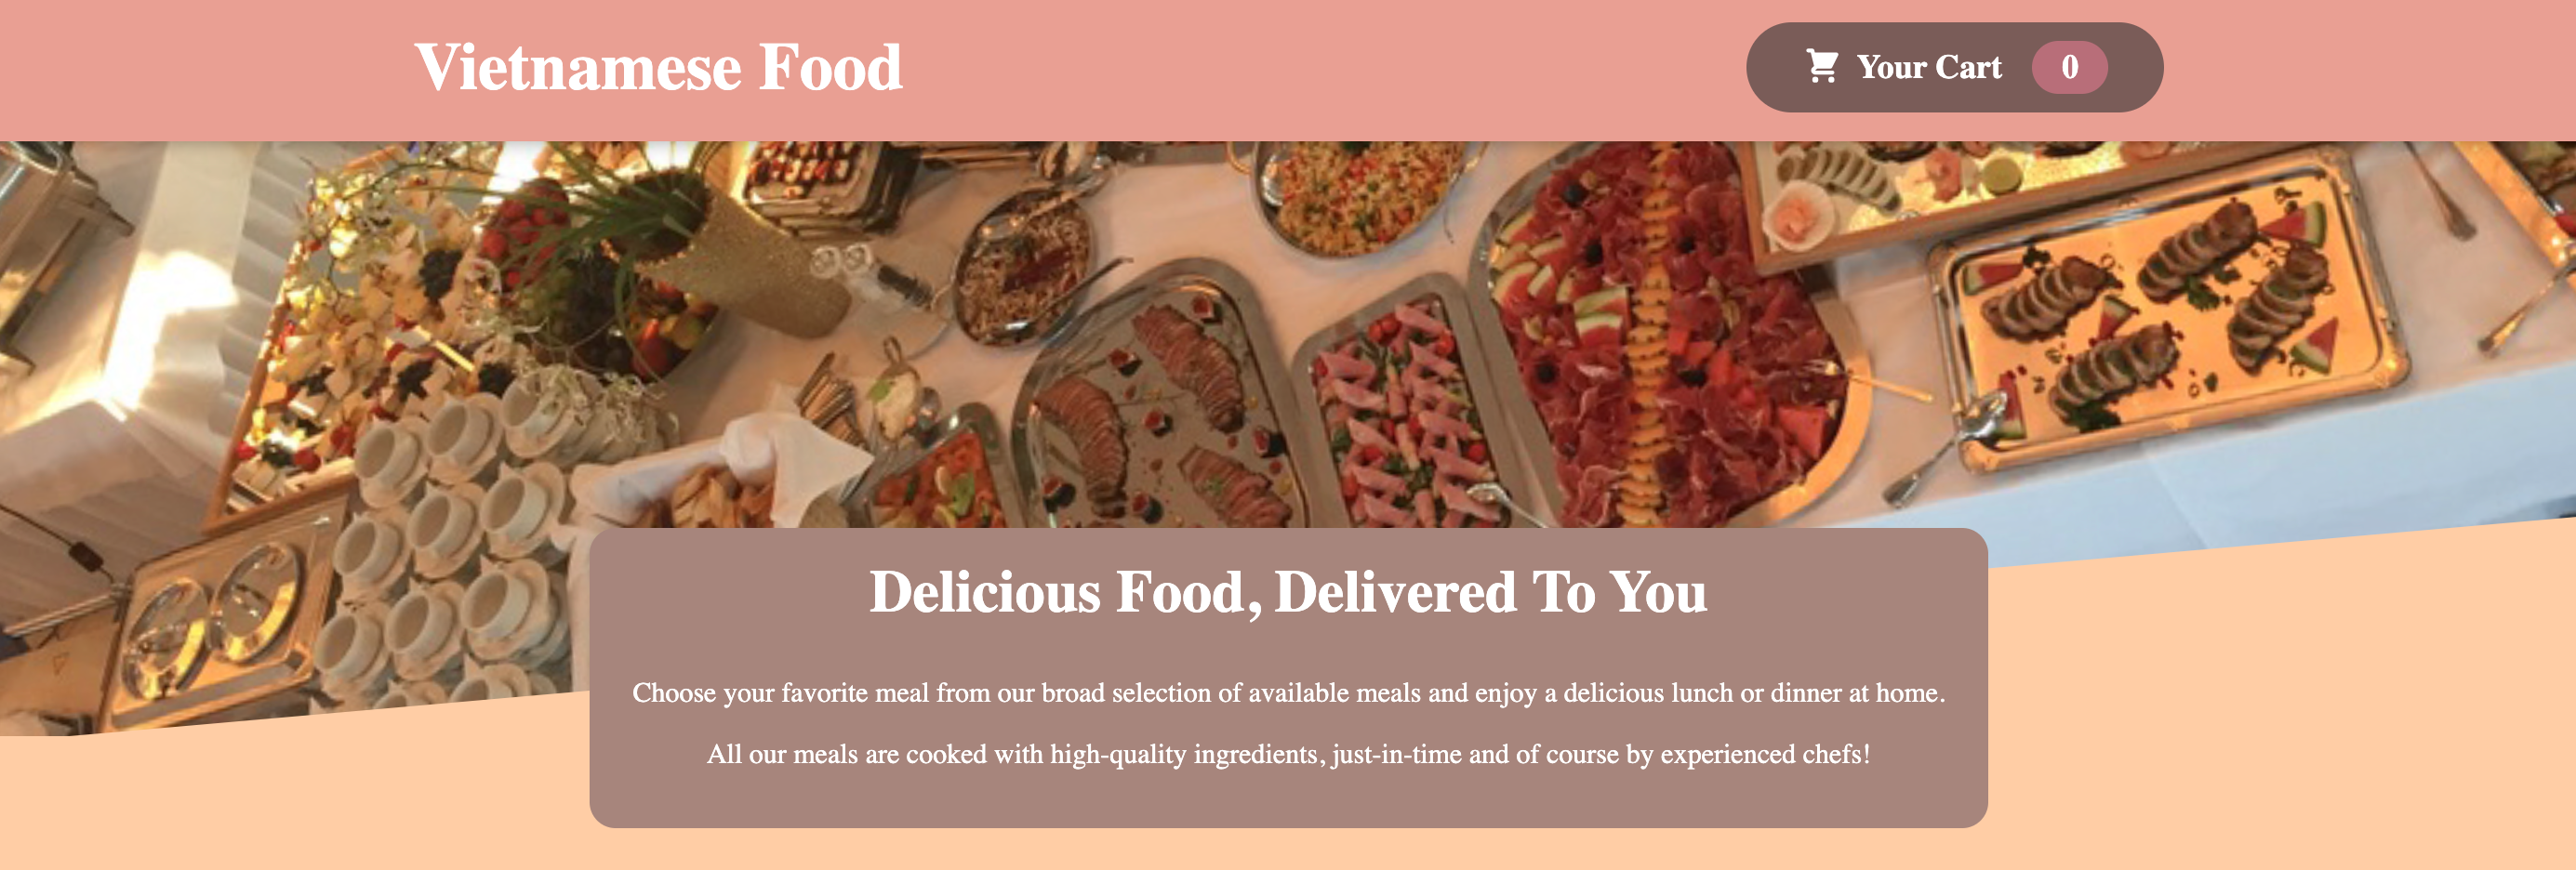 Vietnamese Food
Your Cart 0
Delicious Food, Delivered To You
Choose your favorite meal from our broad selection of available meals and enjoy a delicious lunch or dinner at home.
All our meals are cooked with high-quality ingredients, just-in-time and of course by experienced chefs!